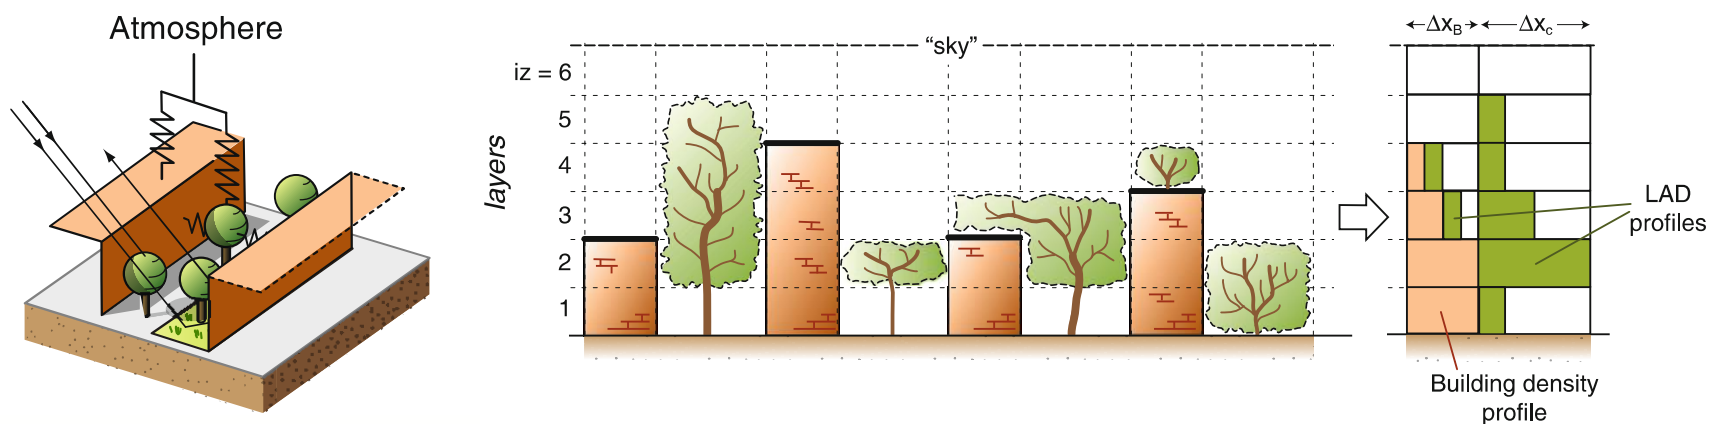 Atmosphere
layers
"sky"
iz = 6
5
4
3
2
1
Δx_B
Δx_c
LAD
profiles
Building density
profile